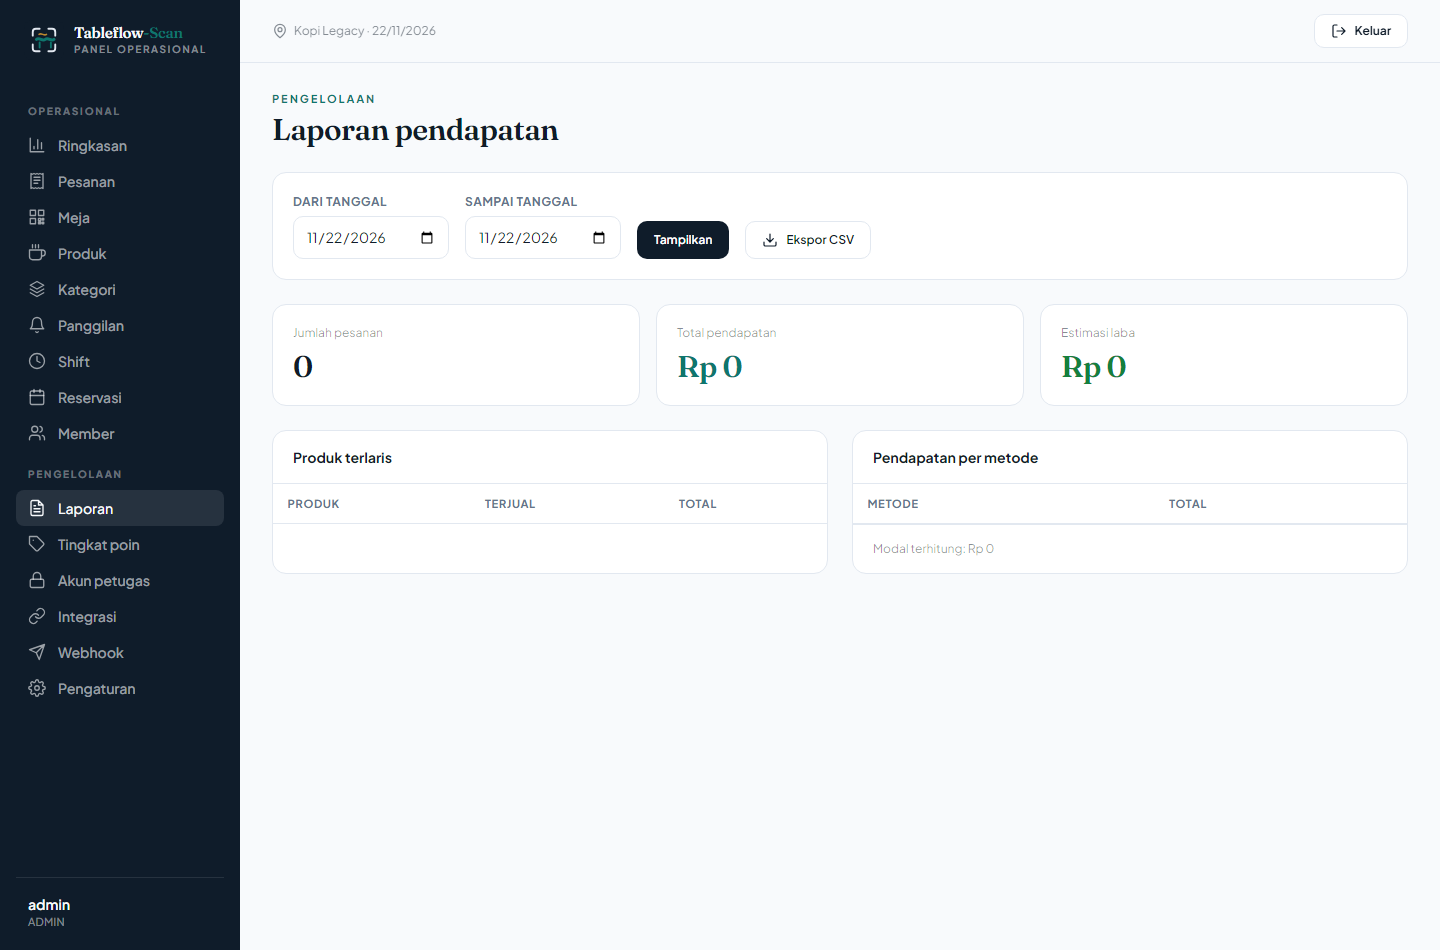 Tableflow-Scan
PANEL OPERASIONAL
OPERASIONAL
Ringkasan
Pesanan
Meja
Produk
Kategori
Panggilan
Shift
Reservasi
Member
PENGELOLAAN
Laporan
Tingkat poin
Akun petugas
Integrasi
Webhook
Pengaturan
admin
ADMIN
Kopi Legacy · 22/11/2026
Keluar
PENGELOLAAN
Laporan pendapatan
DARI TANGGAL
11/22/2026
SAMPAI TANGGAL
11/22/2026
Tampilkan
Ekspor CSV
Jumlah pesanan
0
Total pendapatan
Rp 0
Estimasi laba
Rp 0
Produk terlaris
PRODUK TERJUAL TOTAL
Pendapatan per metode
METODE TOTAL
Modal terhitung: Rp 0